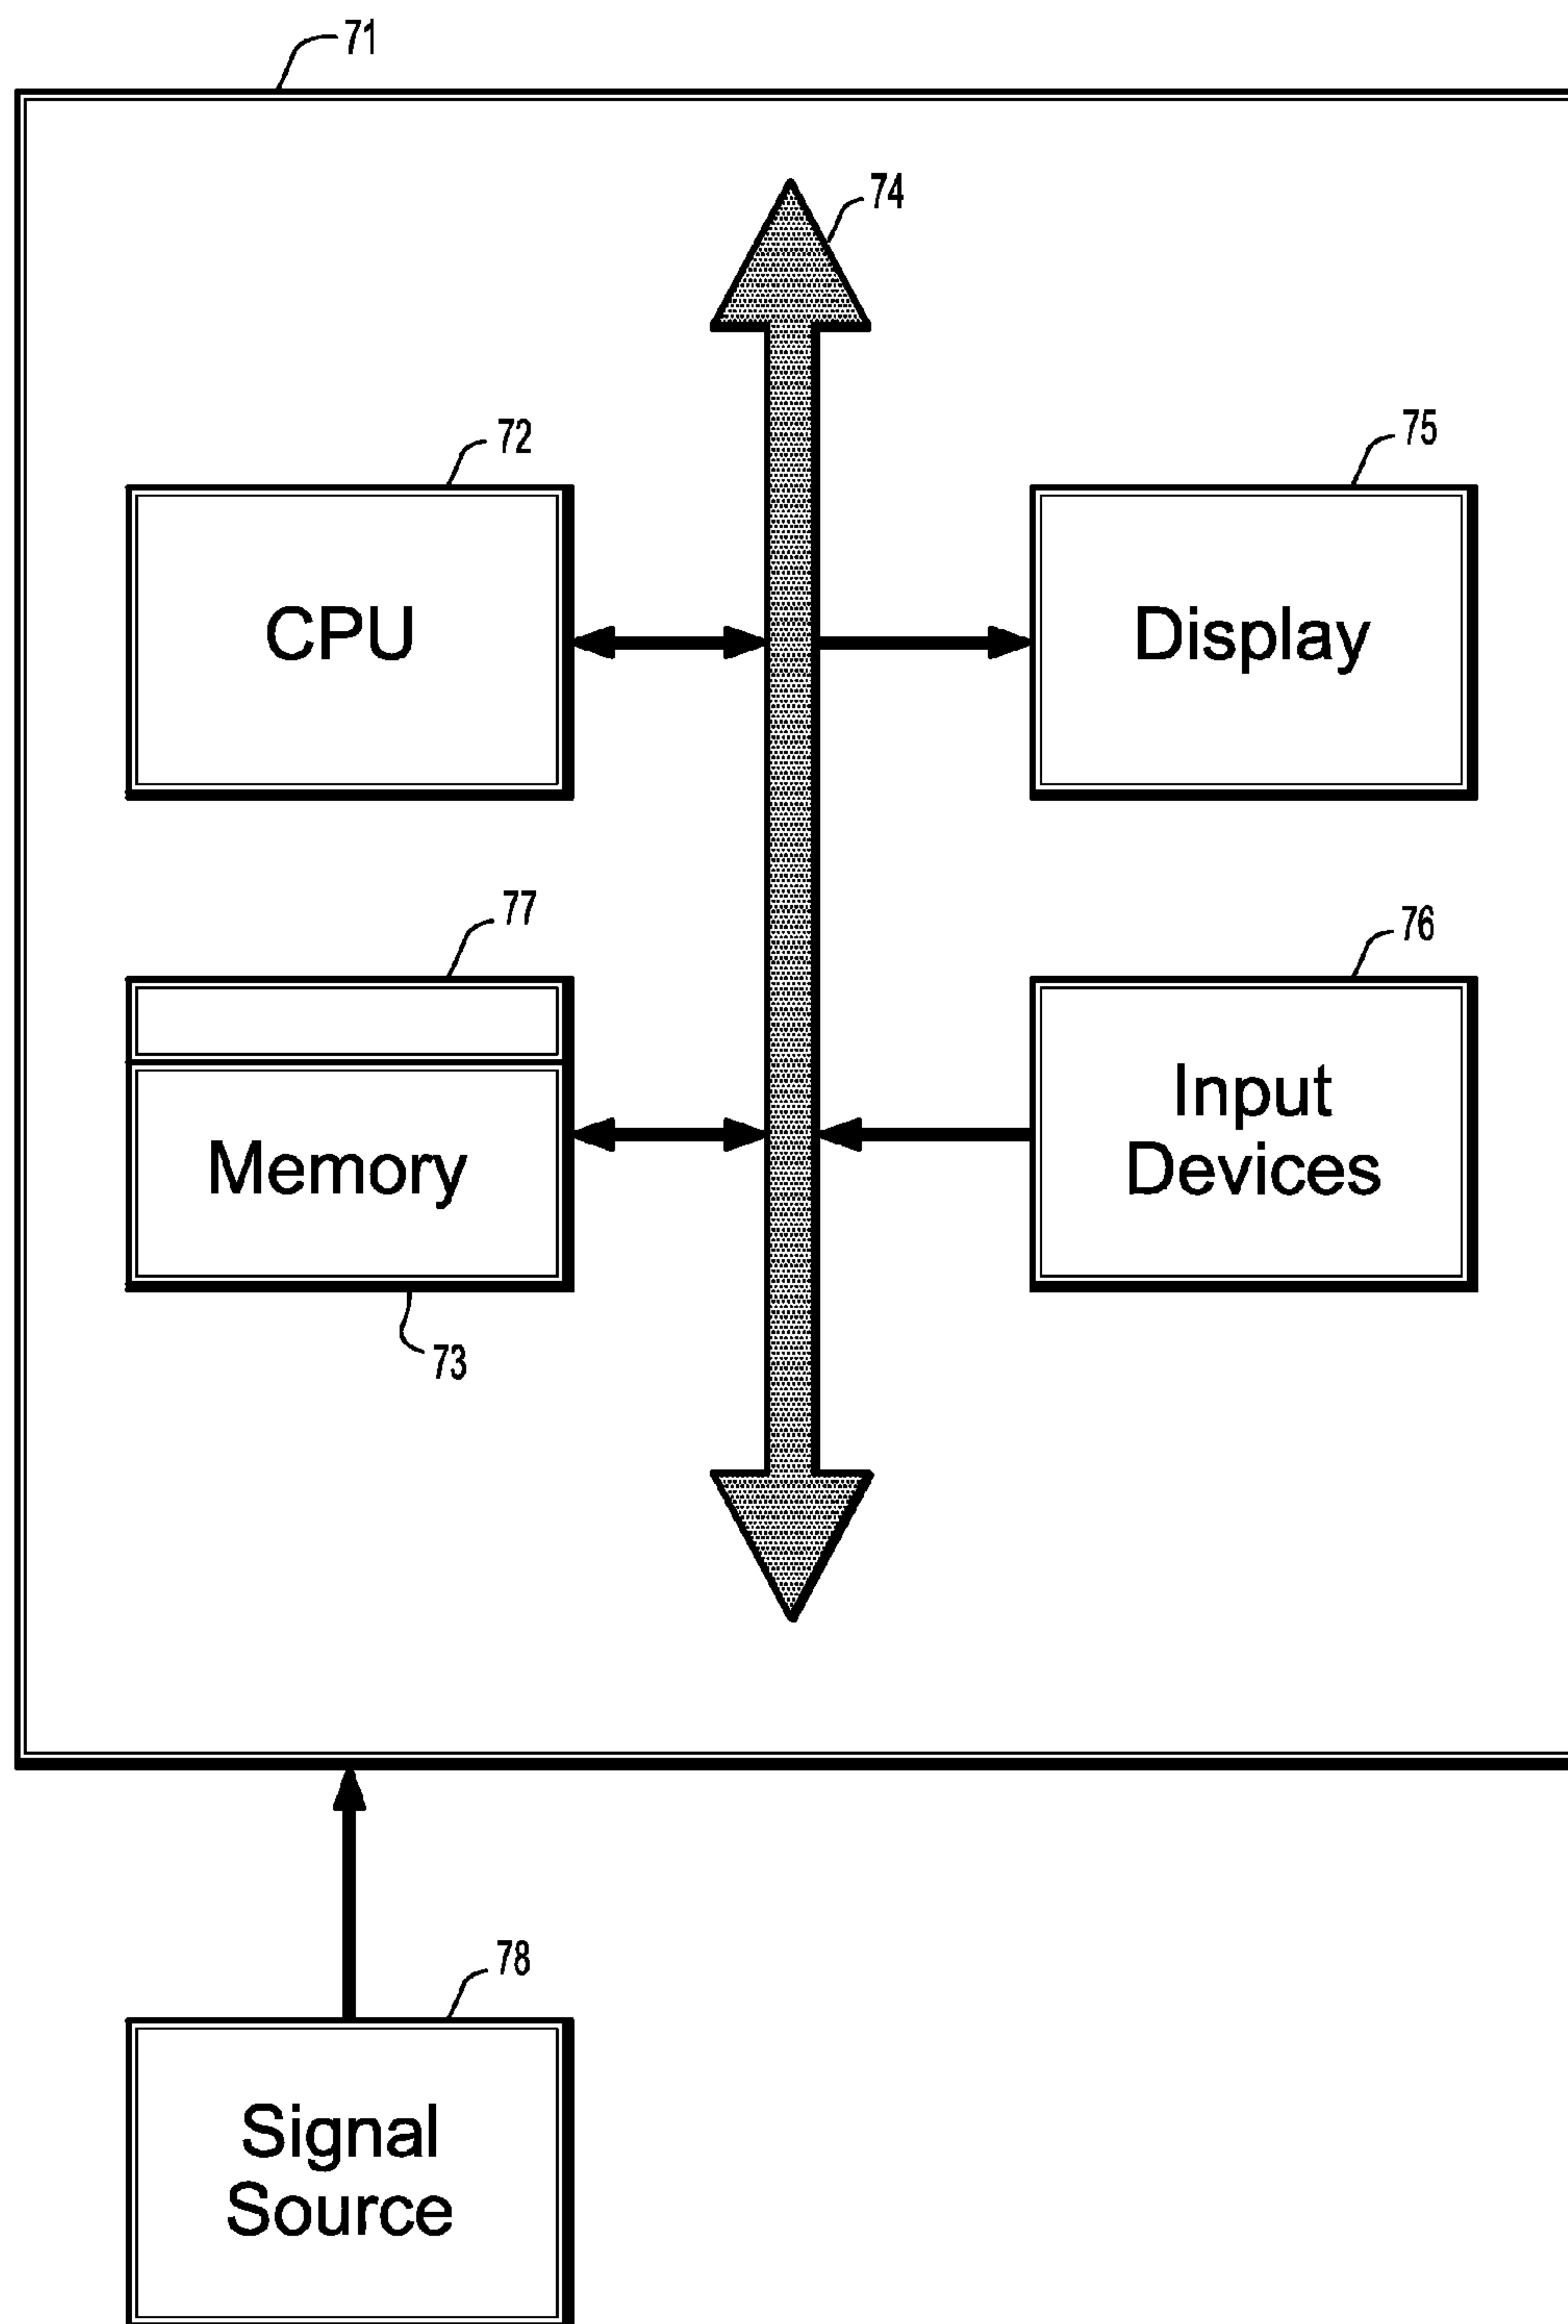 71
74
72
CPU
75
Display
77
Memory
73
76
Input
Devices
78
Signal
Source